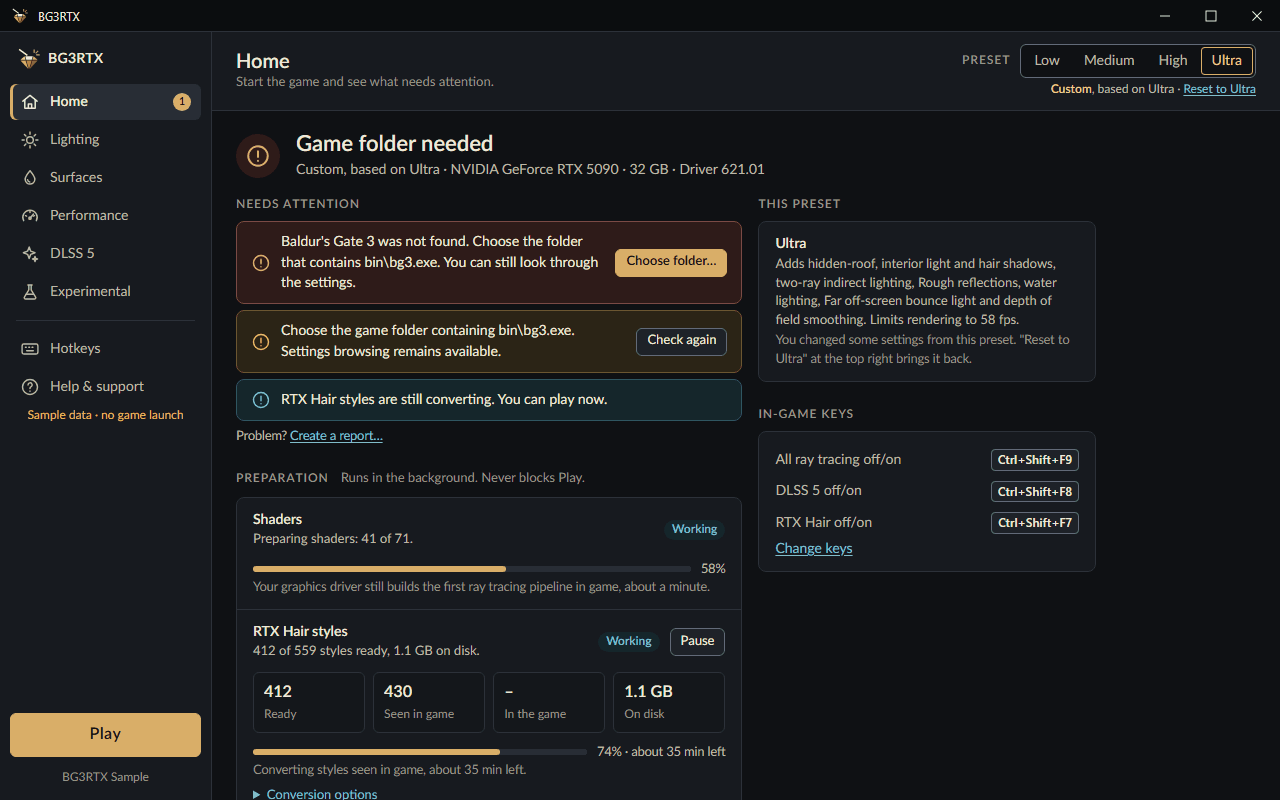 BG3RTX
BG3RTX
Home
1
Lighting
Surfaces
Performance
DLSS 5
Experimental
Hotkeys
Help & support
Sample data · no game launch
Play
BG3RTX Sample
Home
Start the game and see what needs attention.
PRESET
Low
Medium
High
Ultra
Custom, based on Ultra · Reset to Ultra
Game folder needed
Custom, based on Ultra · NVIDIA GeForce RTX 5090 · 32 GB · Driver 621.01
NEEDS ATTENTION
Baldur's Gate 3 was not found. Choose the folder
that contains bin\bg3.exe. You can still look through
the settings.
Choose folder...
Choose the game folder containing bin\bg3.exe.
Settings browsing remains available.
Check again
RTX Hair styles are still converting. You can play now.
Problem? Create a report...
PREPARATION Runs in the background. Never blocks Play.
Shaders
Preparing shaders: 41 of 71.
Working
58%
Your graphics driver still builds the first ray tracing pipeline in game, about a minute.
RTX Hair styles
412 of 559 styles ready, 1.1 GB on disk.
Working
Pause
412
Ready
430
Seen in game
–
In the game
1.1 GB
On disk
74% · about 35 min left
Converting styles seen in game, about 35 min left.
Conversion options
THIS PRESET
Ultra
Adds hidden-roof, interior light and hair shadows,
two-ray indirect lighting, Rough reflections, water
lighting, Far off-screen bounce light and depth of
field smoothing. Limits rendering to 58 fps.
You changed some settings from this preset. "Reset to
Ultra" at the top right brings it back.
IN-GAME KEYS
All ray tracing off/on
Ctrl+Shift+F9
DLSS 5 off/on
Ctrl+Shift+F8
RTX Hair off/on
Ctrl+Shift+F7
Change keys